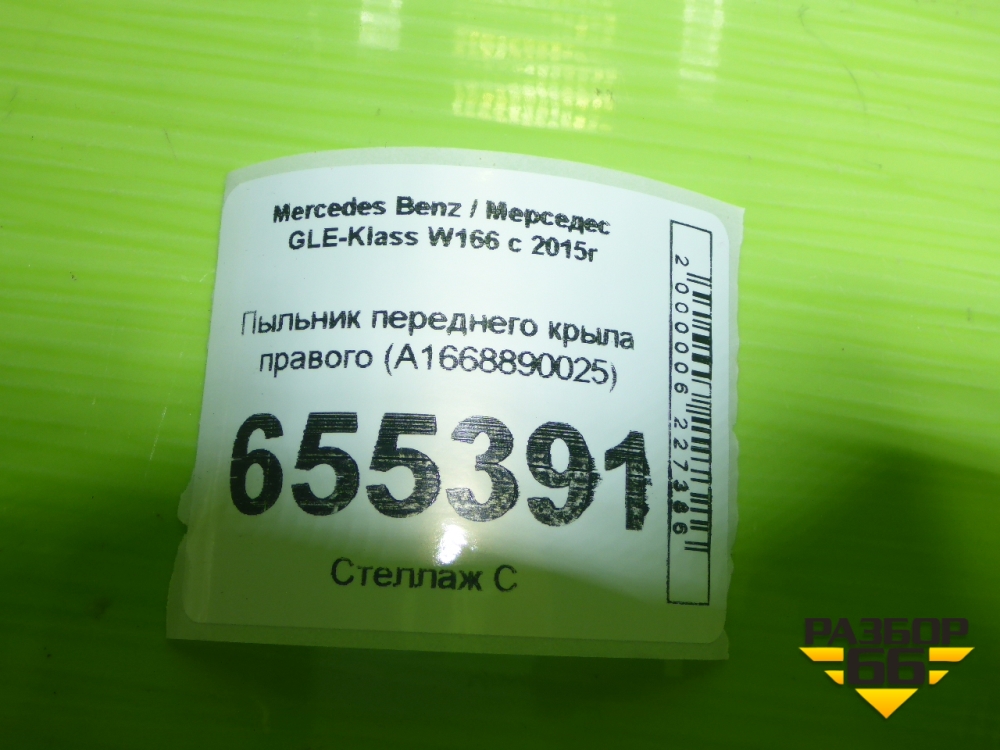 Mercedes Benz / Мерседес
GLE-Klass W166 с 2015г
Пыльник переднего крыла
правого (A1668890025)
655391
Стеллаж С
2000006227386
РАЗБОР
66